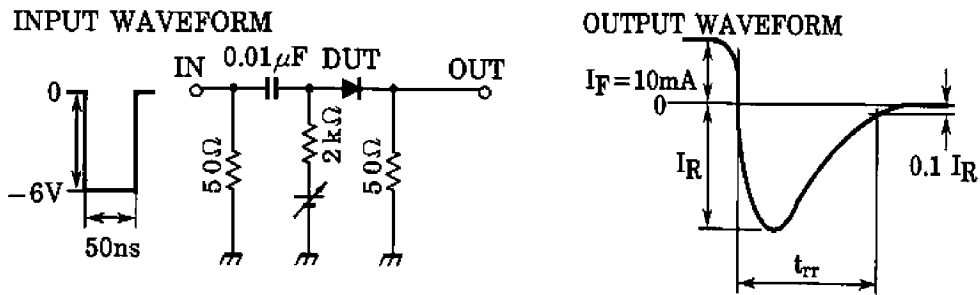 INPUT WAVEFORM
0
−6V
50ns
IN
0.01μF
DUT
OUT
50Ω
2kΩ
50Ω
OUTPUT WAVEFORM
IF=10mA
0
IR
0.1 IR
trr